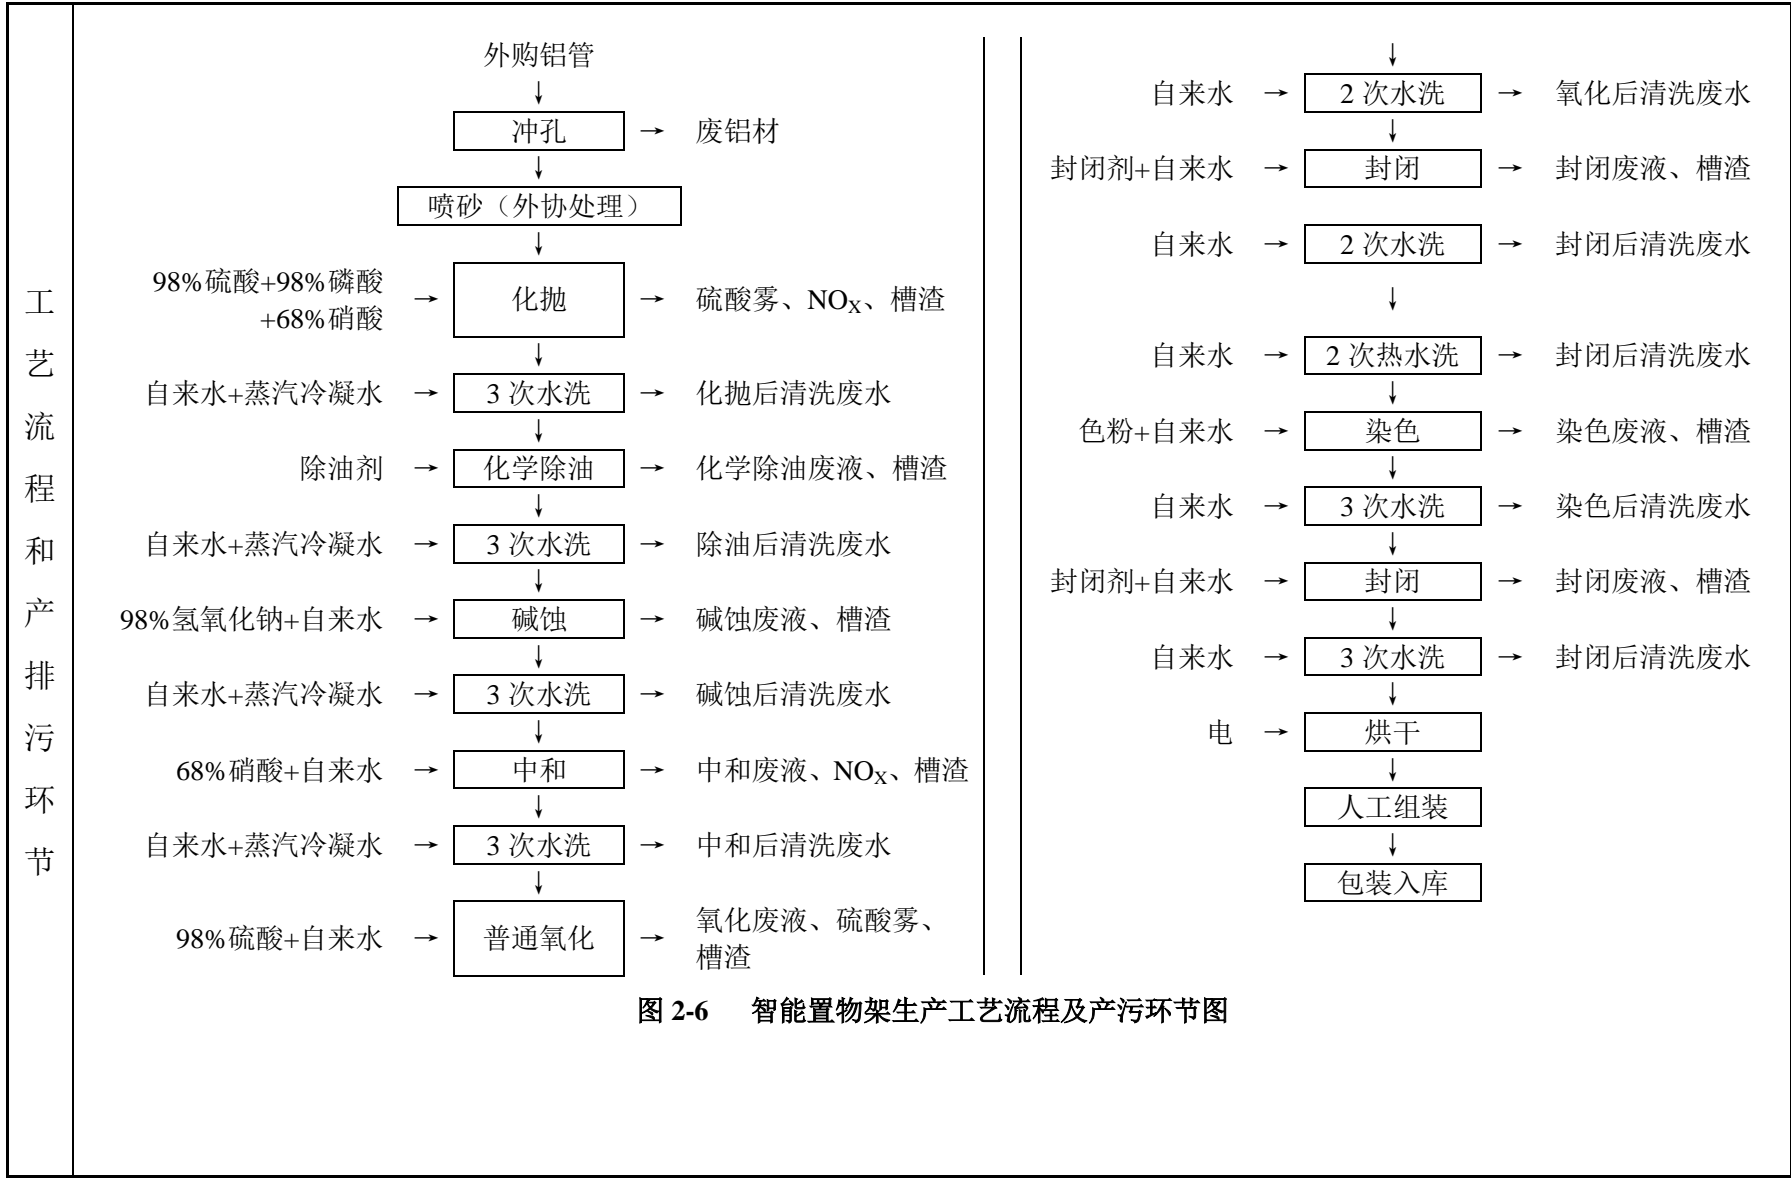 工艺流程和产排污环节
外购铝管
↓
冲孔 → 废铝材
↓
喷砂（外协处理）
↓
98%硫酸+98%磷酸
+68%硝酸 → 化抛 → 硫酸雾、NOX、槽渣
↓
自来水+蒸汽冷凝水 → 3 次水洗 → 化抛后清洗废水
↓
除油剂 → 化学除油 → 化学除油废液、槽渣
↓
自来水+蒸汽冷凝水 → 3 次水洗 → 除油后清洗废水
↓
98%氢氧化钠+自来水 → 碱蚀 → 碱蚀废液、槽渣
↓
自来水+蒸汽冷凝水 → 3 次水洗 → 碱蚀后清洗废水
↓
68%硝酸+自来水 → 中和 → 中和废液、NOX、槽渣
↓
自来水+蒸汽冷凝水 → 3 次水洗 → 中和后清洗废水
↓
98%硫酸+自来水 → 普通氧化 → 氧化废液、硫酸雾、
槽渣
↓
自来水 → 2 次水洗 → 氧化后清洗废水
↓
封闭剂+自来水 → 封闭 → 封闭废液、槽渣
自来水 → 2 次水洗 → 封闭后清洗废水
↓
自来水 → 2 次热水洗 → 封闭后清洗废水
↓
色粉+自来水 → 染色 → 染色废液、槽渣
↓
自来水 → 3 次水洗 → 染色后清洗废水
↓
封闭剂+自来水 → 封闭 → 封闭废液、槽渣
↓
自来水 → 3 次水洗 → 封闭后清洗废水
↓
电 → 烘干
↓
人工组装
↓
包装入库
图 2-6 智能置物架生产工艺流程及产污环节图